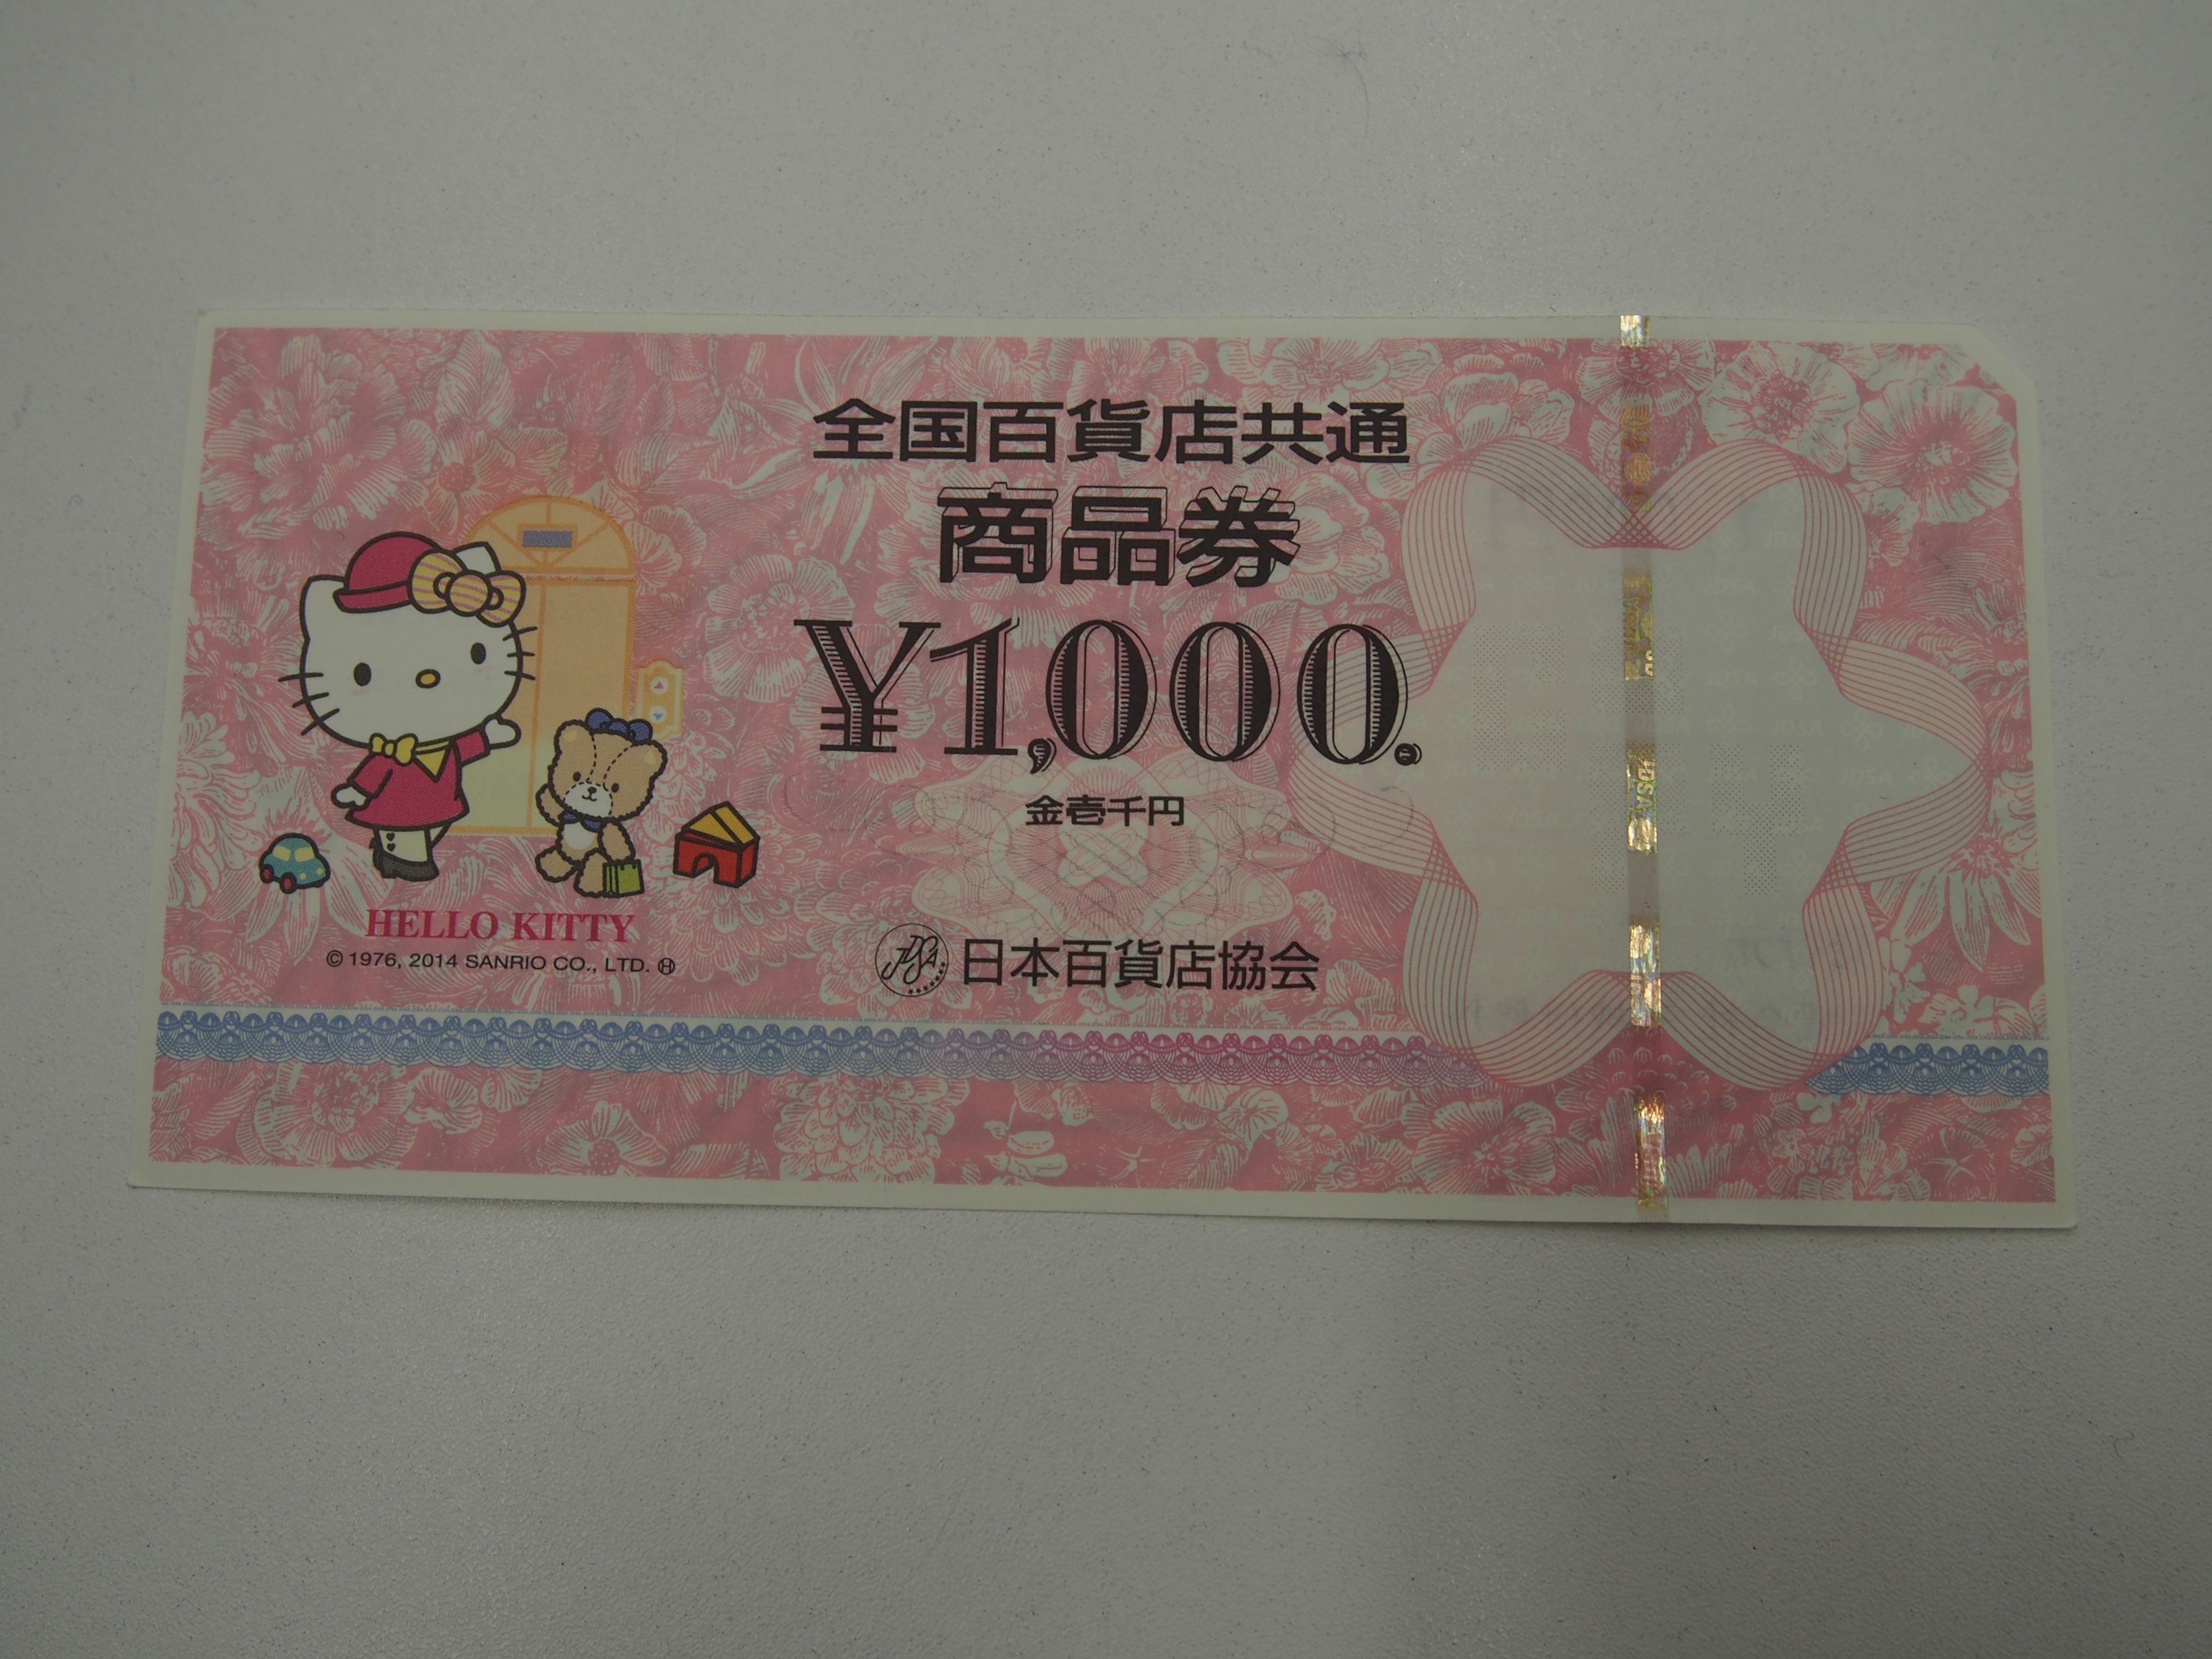 全国百貨店共通
商品券
¥1,000.
金壱千円
HELLO KITTY
© 1976, 2014 SANRIO CO., LTD. Ⓗ
JDSA 日本百貨店協会